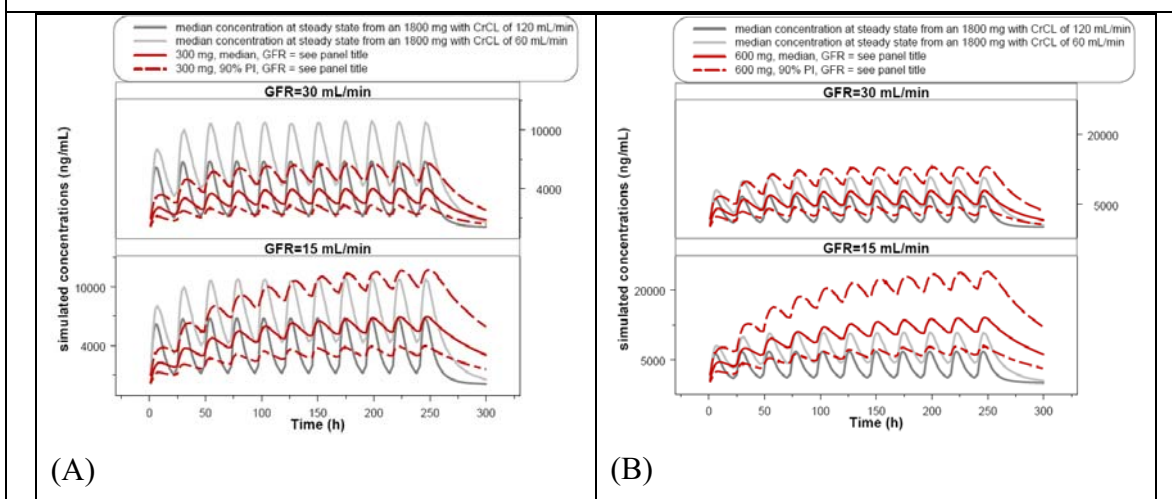 median concentration at steady state from an 1800 mg with CrCL of 120 mL/min
median concentration at steady state from an 1800 mg with CrCL of 60 mL/min
300 mg, median, GFR = see panel title
300 mg, 90% PI, GFR = see panel title
GFR=30 mL/min
10000
4000
GFR=15 mL/min
10000
4000
simulated concentrations (ng/mL)
0 50 100 150 200 250 300
Time (h)
(A)
median concentration at steady state from an 1800 mg with CrCL of 120 mL/min
median concentration at steady state from an 1800 mg with CrCL of 60 mL/min
600 mg, median, GFR = see panel title
600 mg, 90% PI, GFR = see panel title
GFR=30 mL/min
20000
5000
GFR=15 mL/min
20000
5000
simulated concentrations (ng/mL)
0 50 100 150 200 250 300
Time (h)
(B)